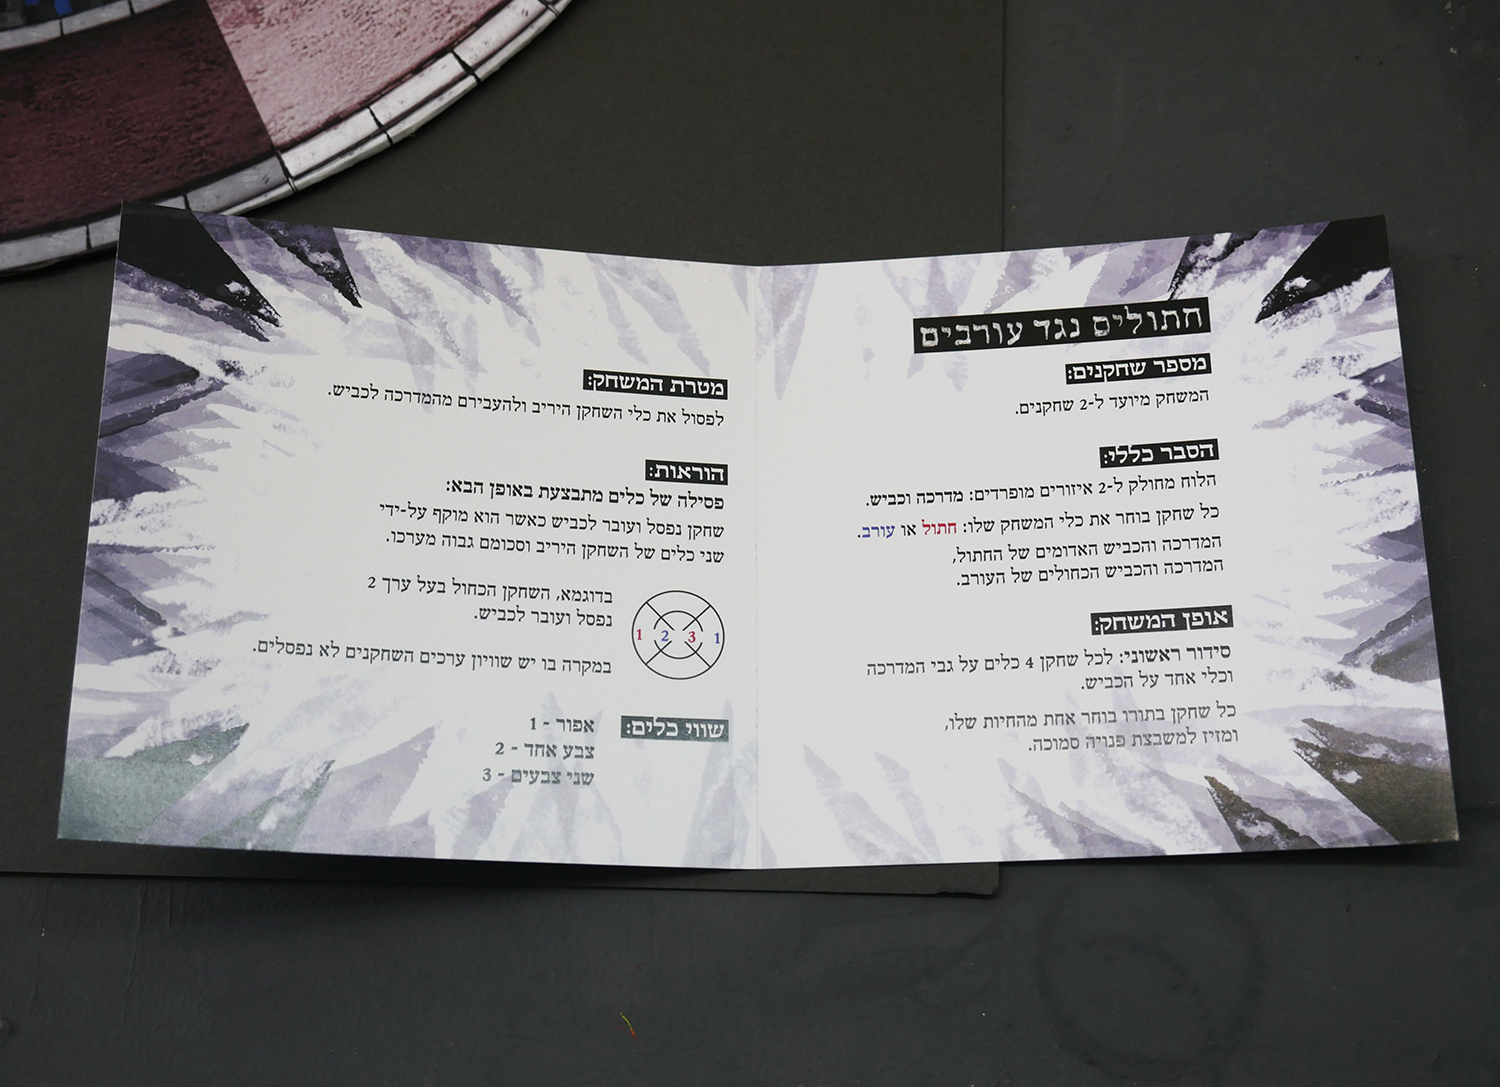 חתולים נגד עורבים
מספר שחקנים:
המשחק מיועד ל-2 שחקנים.
הסבר כללי:
הלוח מחולק ל-2 איזורים מופרדים: מדרכה וכביש.
כל שחקן בוחר את כלי המשחק שלו: חתול או עורב.
המדרכה והכביש האדומים של החתול,
המדרכה והכביש הכחולים של העורב.
אופן המשחק:
סידור ראשוני: לכל שחקן 4 כלים על גבי המדרכה
וכלי אחד על הכביש.
כל שחקן בתורו בוחר אחת מהחיות שלו,
ומזיז למשבצת פנויה סמוכה.
מטרת המשחק:
לפסול את כלי השחקן היריב ולהעבירם מהמדרכה לכביש.
הוראות:
פסילה של כלים מתבצעת באופן הבא:
שחקן נפסל ועובר לכביש כאשר הוא מוקף על-ידי
שני כלים של השחקן היריב וסכומם גבוה מערכו.
1 2 3 1
בדוגמא, השחקן הכחול בעל ערך 2
נפסל ועובר לכביש.
במקרה בו יש שוויון ערכים השחקנים לא נפסלים.
שווי כלים:
אפור - 1
צבע אחד - 2
שני צבעים - 3